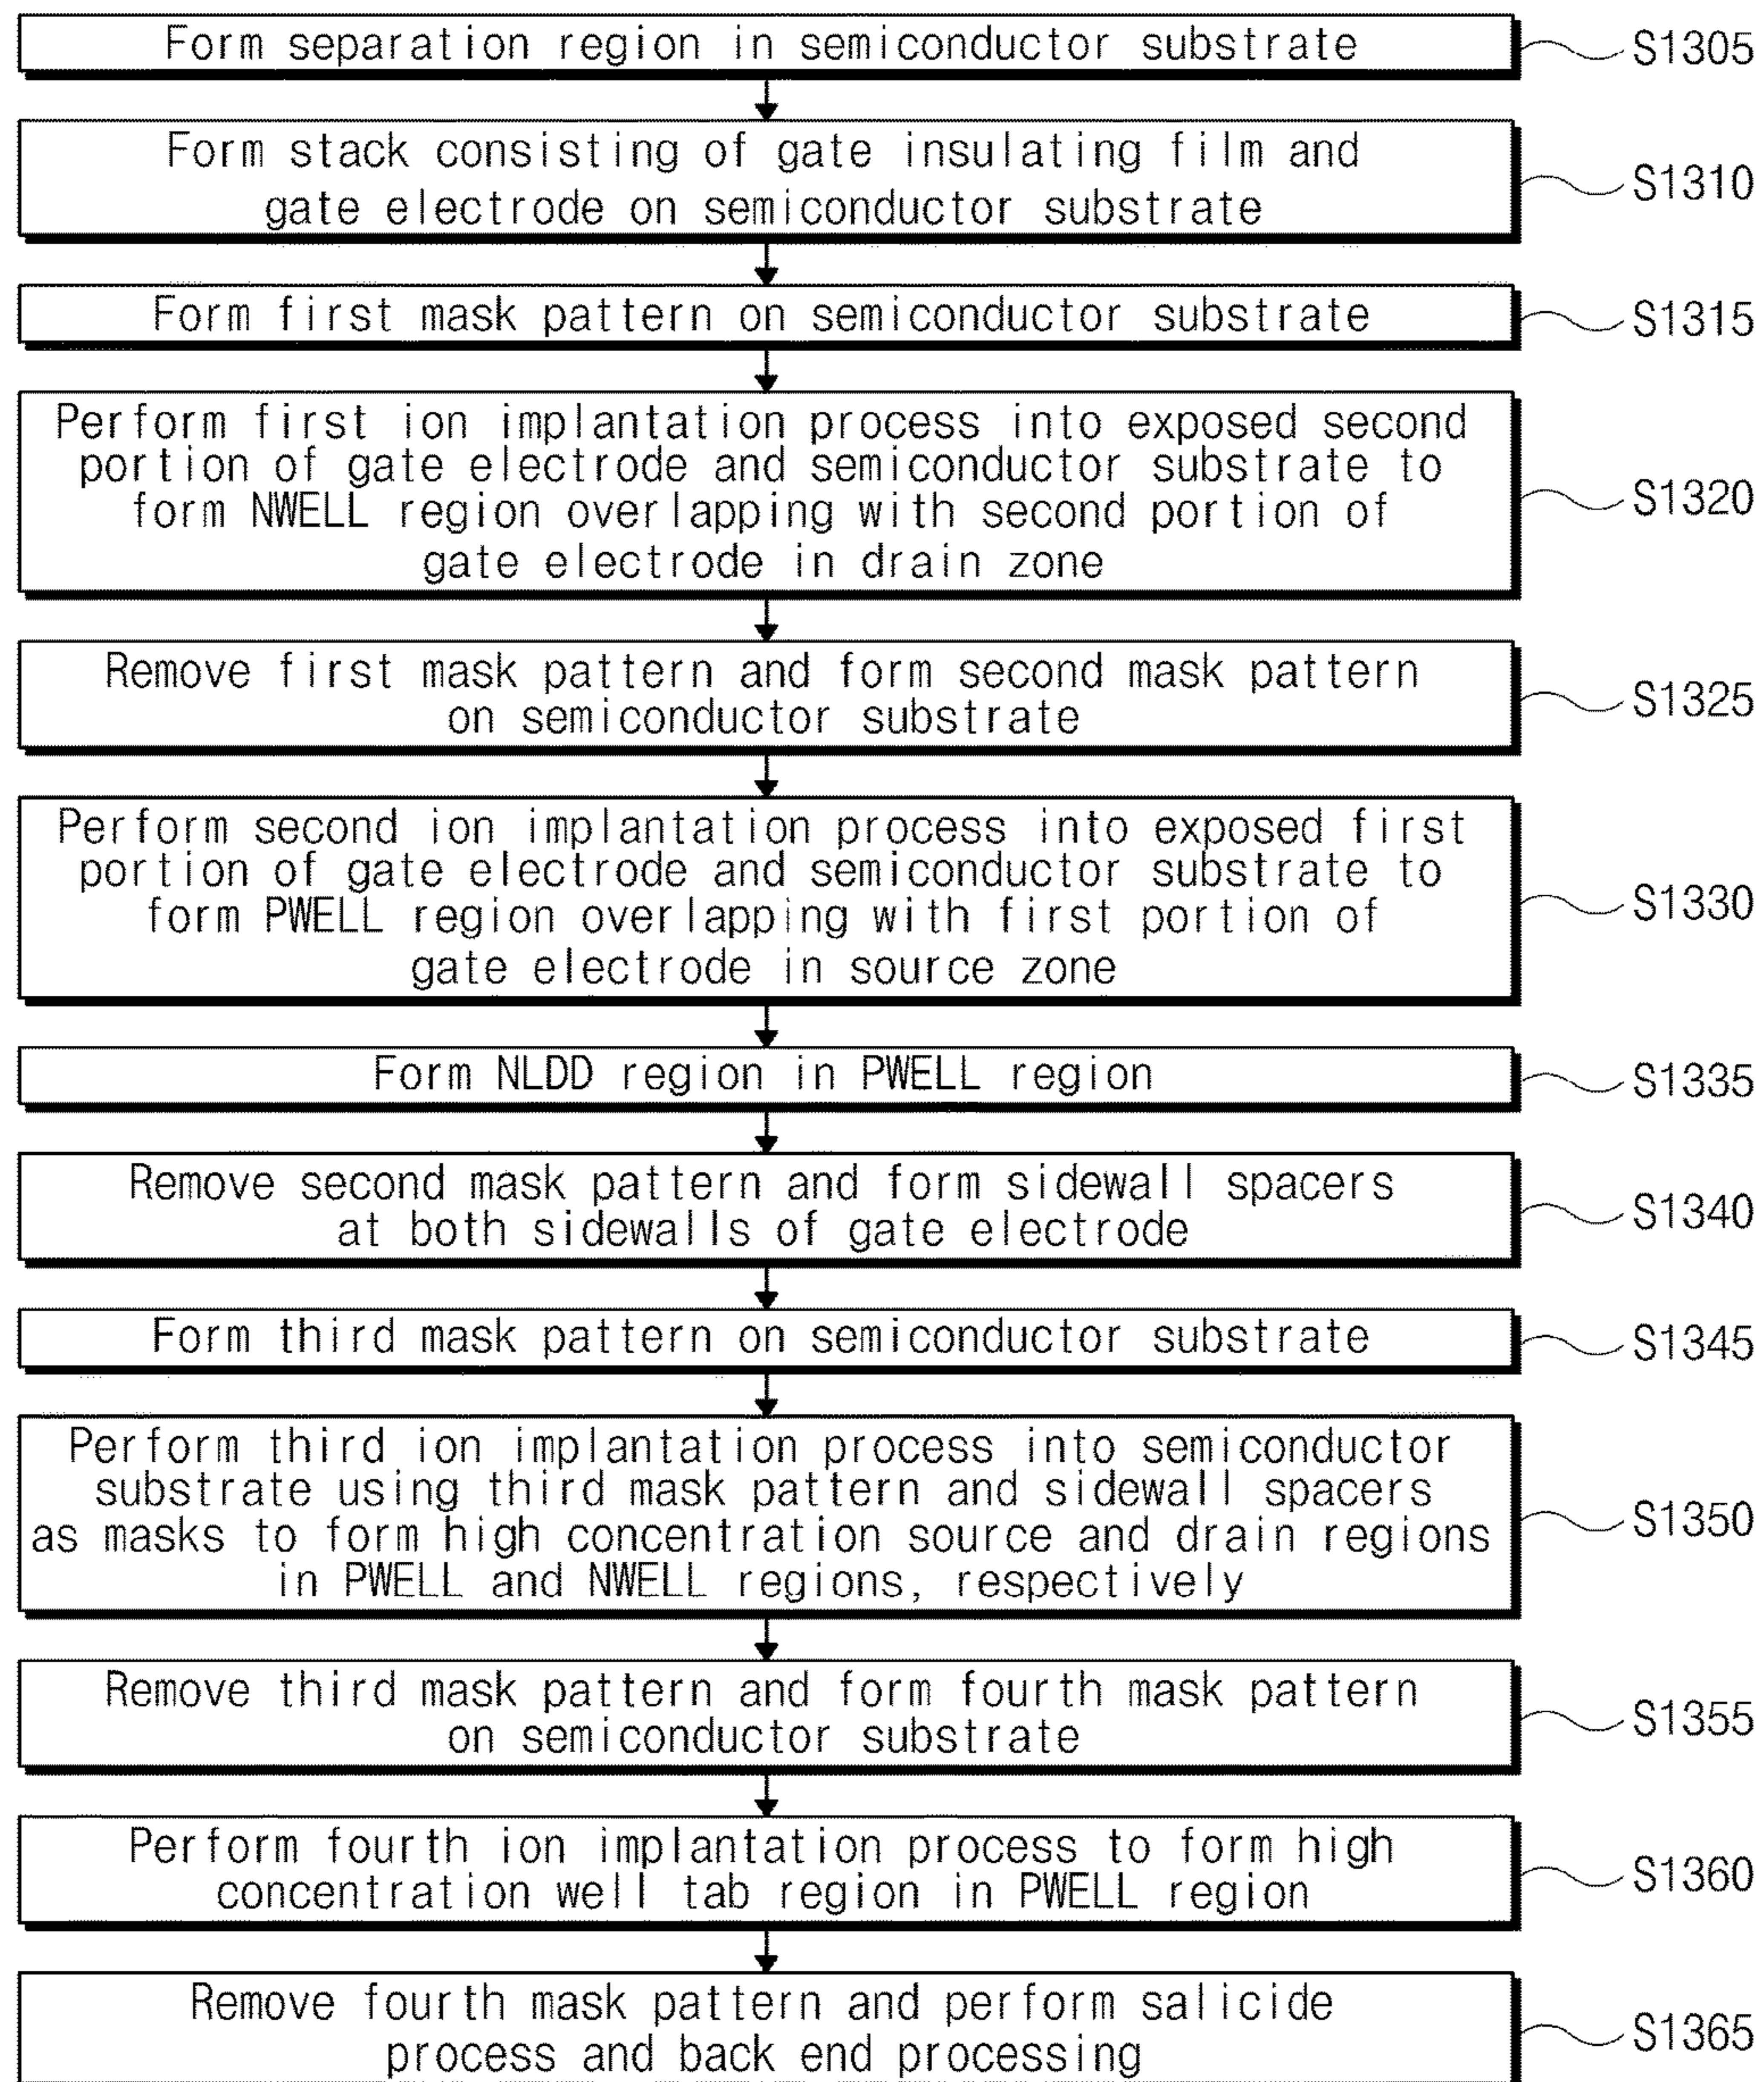 Form separation region in semiconductor substrate
S1305
Form stack consisting of gate insulating film and
gate electrode on semiconductor substrate
S1310
Form first mask pattern on semiconductor substrate
S1315
Perform first ion implantation process into exposed second
portion of gate electrode and semiconductor substrate to
form NWELL region overlapping with second portion of
gate electrode in drain zone
S1320
Remove first mask pattern and form second mask pattern
on semiconductor substrate
S1325
Perform second ion implantation process into exposed first
portion of gate electrode and semiconductor substrate to
form PWELL region overlapping with first portion of
gate electrode in source zone
S1330
Form NLDD region in PWELL region
S1335
Remove second mask pattern and form sidewall spacers
at both sidewalls of gate electrode
S1340
Form third mask pattern on semiconductor substrate
S1345
Perform third ion implantation process into semiconductor
substrate using third mask pattern and sidewall spacers
as masks to form high concentration source and drain regions
in PWELL and NWELL regions, respectively
S1350
Remove third mask pattern and form fourth mask pattern
on semiconductor substrate
S1355
Perform fourth ion implantation process to form high
concentration well tab region in PWELL region
S1360
Remove fourth mask pattern and perform salicide
process and back end processing
S1365